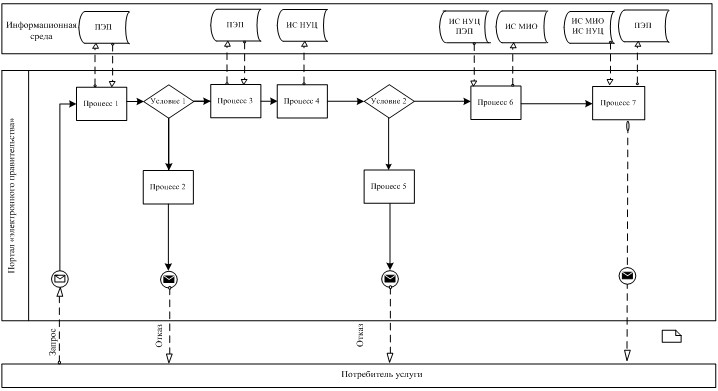 Информационная
среда
ПЭП
ПЭП
ИС НУЦ
ИС НУЦ
ПЭП
ИС МИО
ИС МИО
ИС НУЦ
ПЭП
Портал «электронного правительства»
Процесс 1
Условие 1
Процесс 3
Процесс 4
Условие 2
Процесс 6
Процесс 7
Процесс 2
Процесс 5
Запрос
Отказ
Отказ
Потребитель услуги